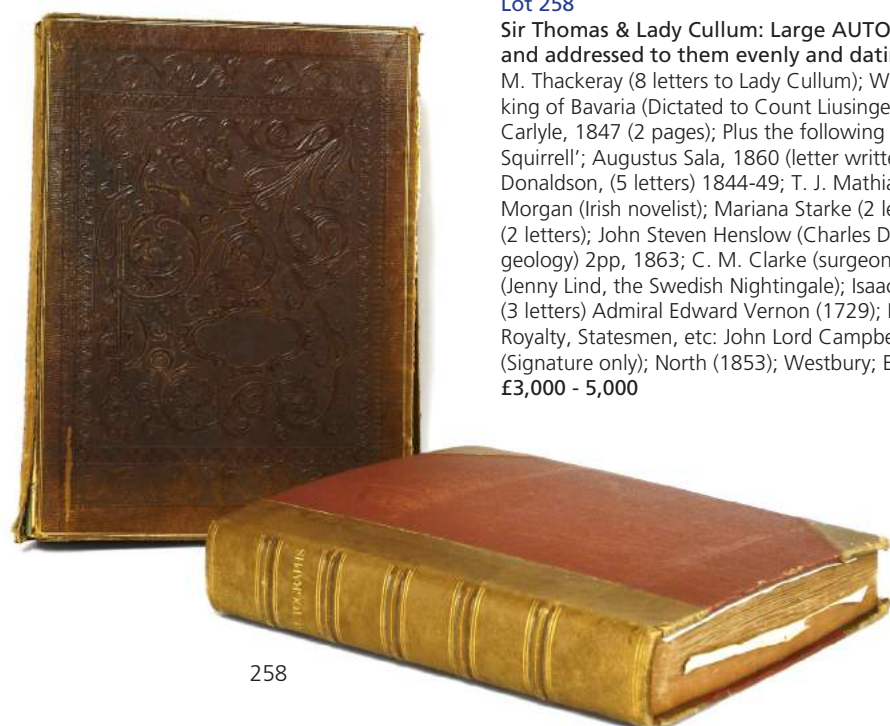 Lot 258
Sir Thomas & Lady Cullum: Large AUTO
and addressed to them evenly and datin
M. Thackeray (8 letters to Lady Cullum); W
king of Bavaria (Dictated to Count Liusinge
Carlyle, 1847 (2 pages); Plus the following
Squirrell’; Augustus Sala, 1860 (letter writte
Donaldson, (5 letters) 1844-49; T. J. Mathia
Morgan (Irish novelist); Mariana Starke (2 le
(2 letters); John Steven Henslow (Charles D
geology) 2pp, 1863; C. M. Clarke (surgeon
(Jenny Lind, the Swedish Nightingale); Isaac
(3 letters) Admiral Edward Vernon (1729);
Royalty, Statesmen, etc: John Lord Campbe
(Signature only); North (1853); Westbury;
£3,000 - 5,000
UTOGRAPHS
258